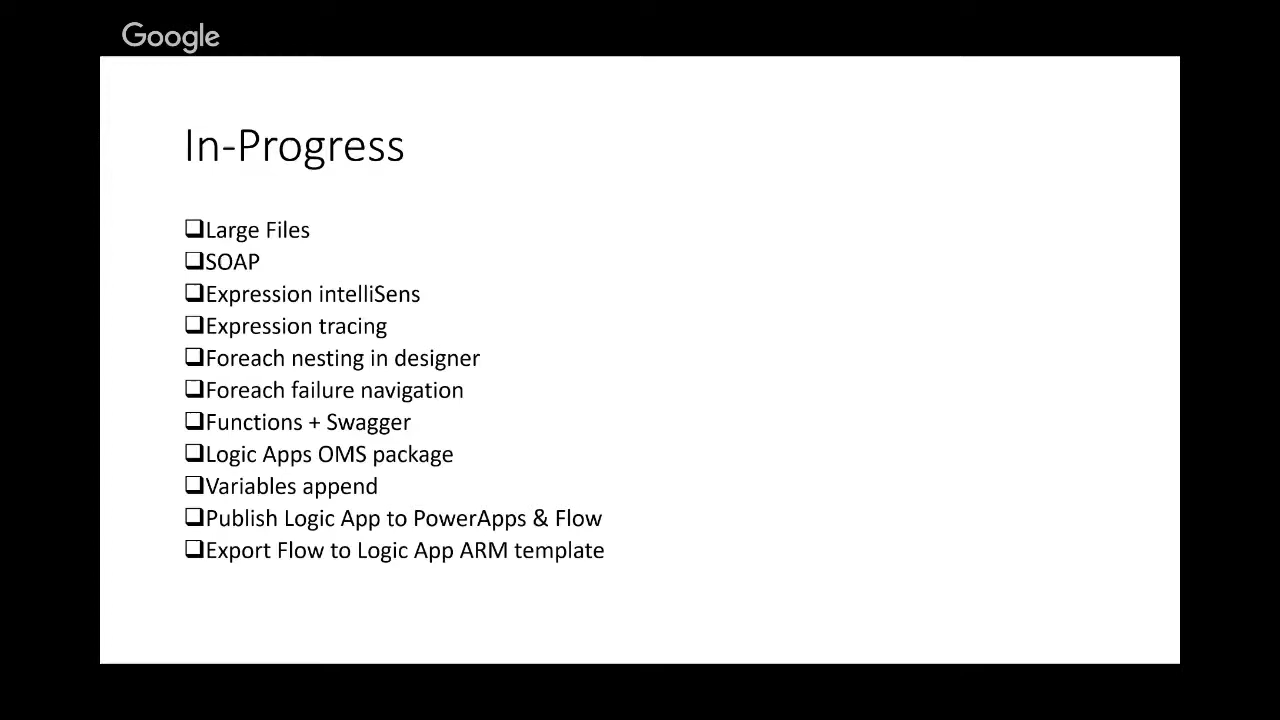 Google
In-Progress
❑Large Files
❑SOAP
❑Expression intelliSens
❑Expression tracing
❑Foreach nesting in designer
❑Foreach failure navigation
❑Functions + Swagger
❑Logic Apps OMS package
❑Variables append
❑Publish Logic App to PowerApps & Flow
❑Export Flow to Logic App ARM template